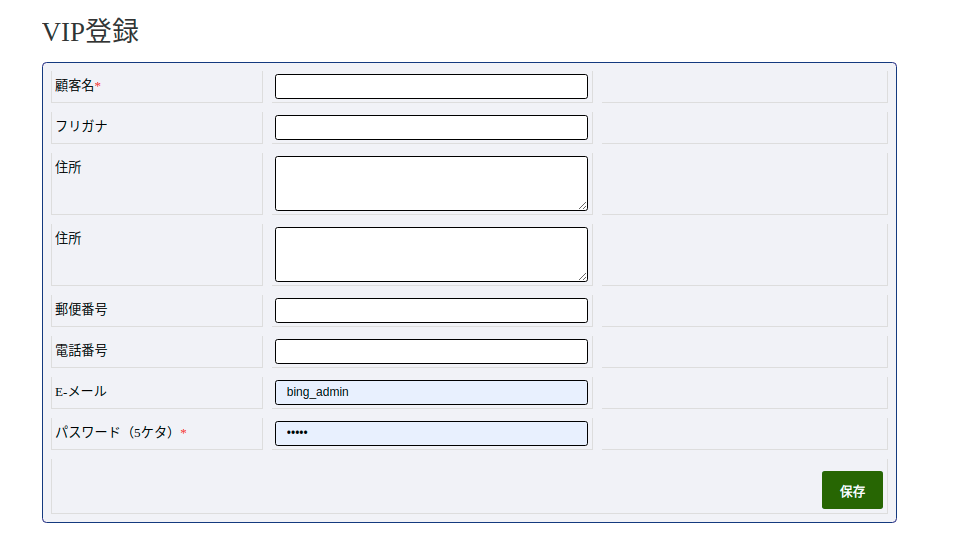 VIP登録
顧客名*
フリガナ
住所
住所
郵便番号
電話番号
E-メール bing_admin
パスワード（5ケタ）* •••••
保存